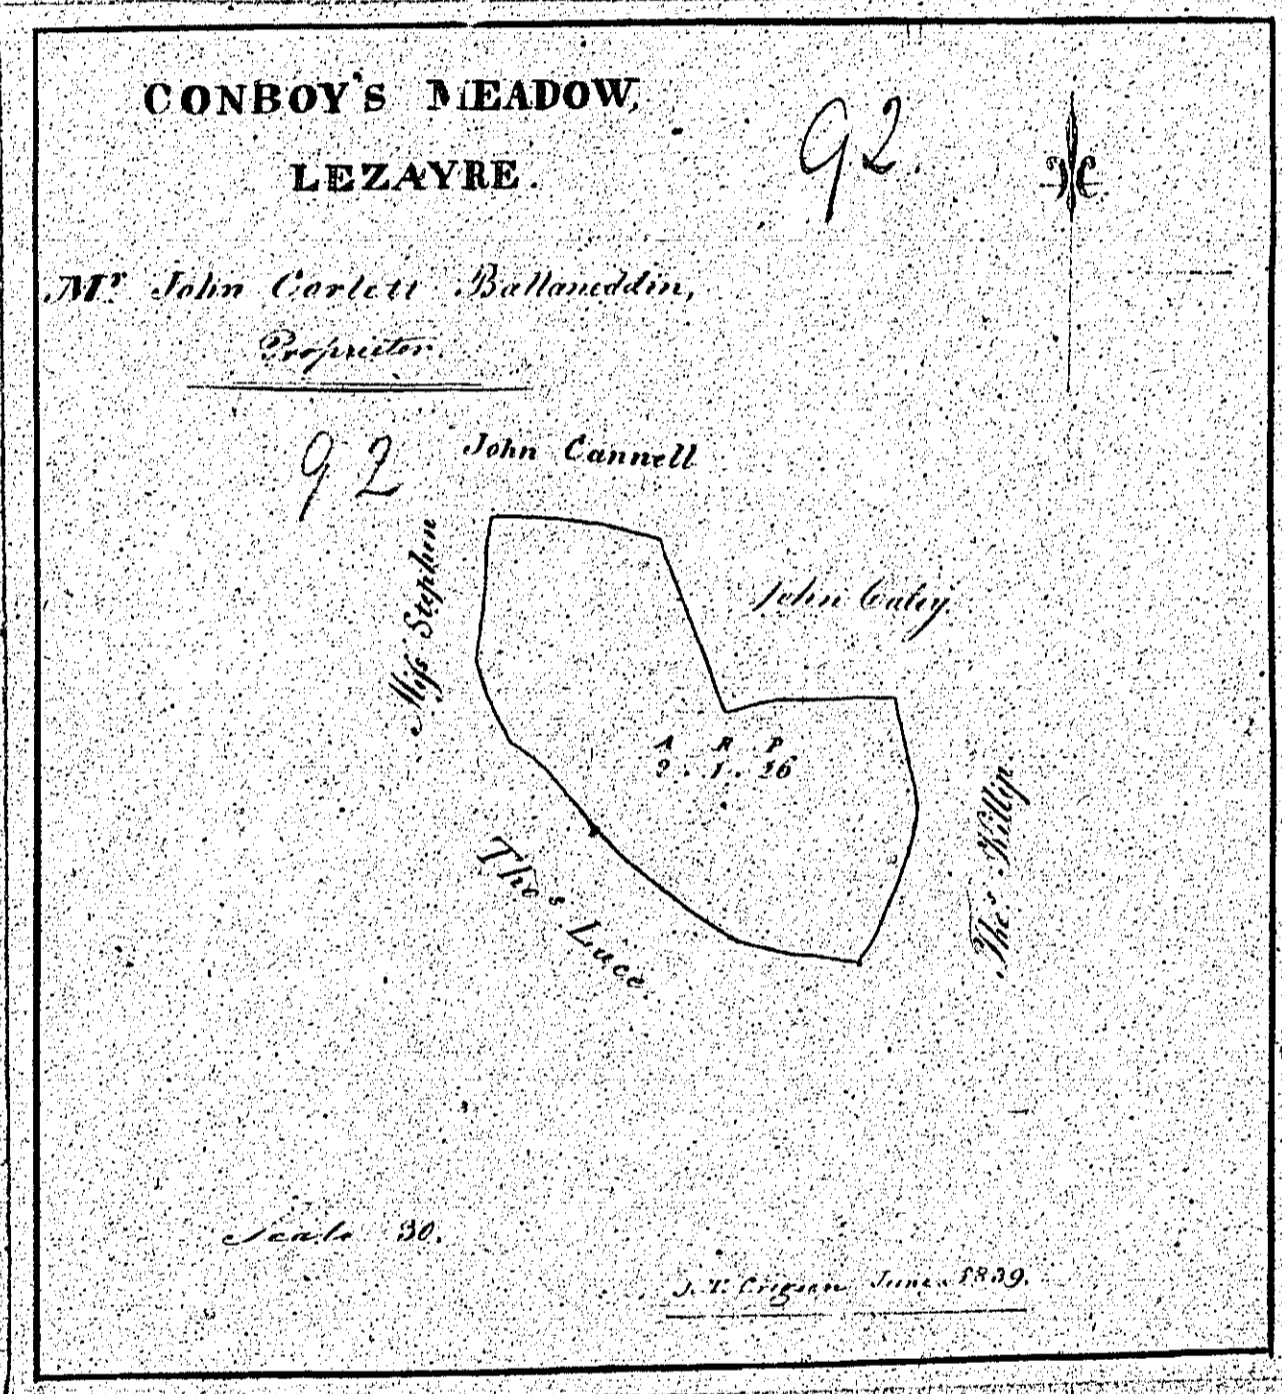 CONBOY'S MEADOW,
LEZAYRE.
92.
Mr. John Corlett Ballaneddin,
Proprietor.
92
John Cannell
Miss Stephen
John Caley
A R P
2. 1. 26
Thos. Killip
Thos Luce
Scale 30.
J. T. June 1839.